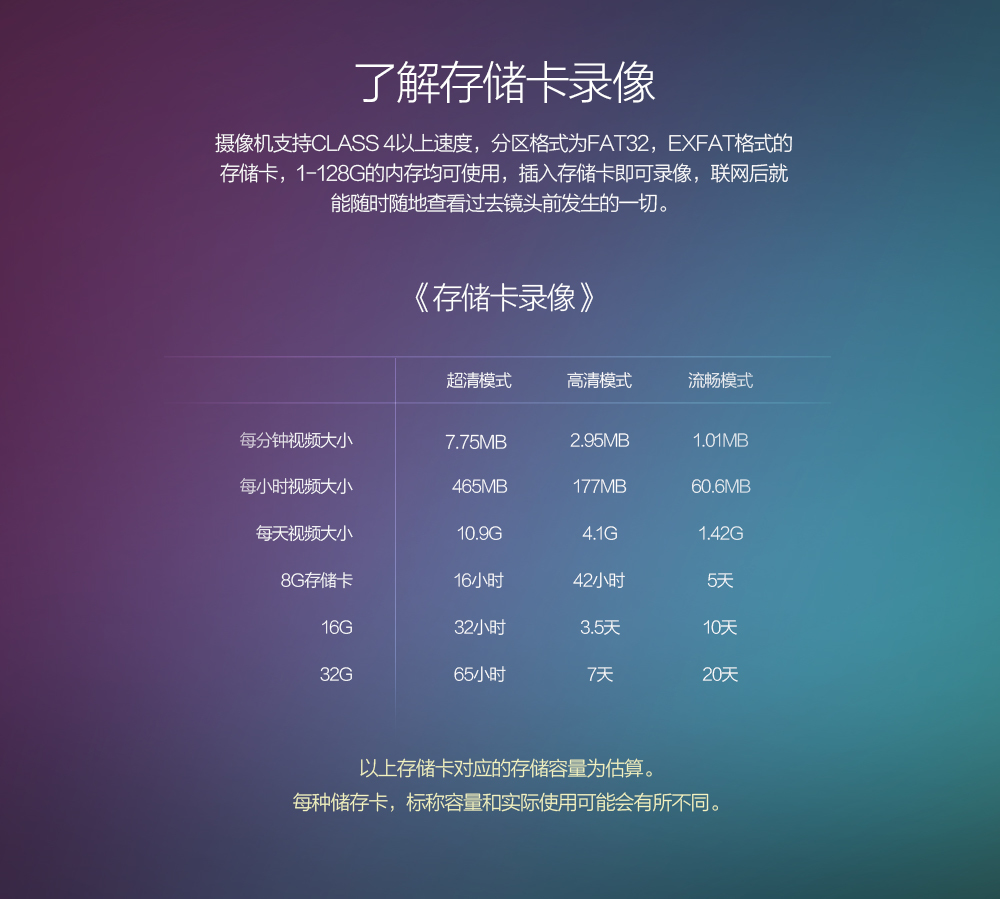 了解存储卡录像
摄像机支持CLASS 4以上速度，分区格式为FAT32，EXFAT格式的
存储卡，1-128G的内存均可使用，插入存储卡即可录像，联网后就
能随时随地查看过去镜头前发生的一切。
《存储卡录像》
超清模式 高清模式 流畅模式
每分钟视频大小 7.75MB 2.95MB 1.01MB
每小时视频大小 465MB 177MB 60.6MB
每天视频大小 10.9G 4.1G 1.42G
8G存储卡 16小时 42小时 5天
16G 32小时 3.5天 10天
32G 65小时 7天 20天
以上存储卡对应的存储容量为估算。
每种储存卡，标称容量和实际使用可能会有所不同。